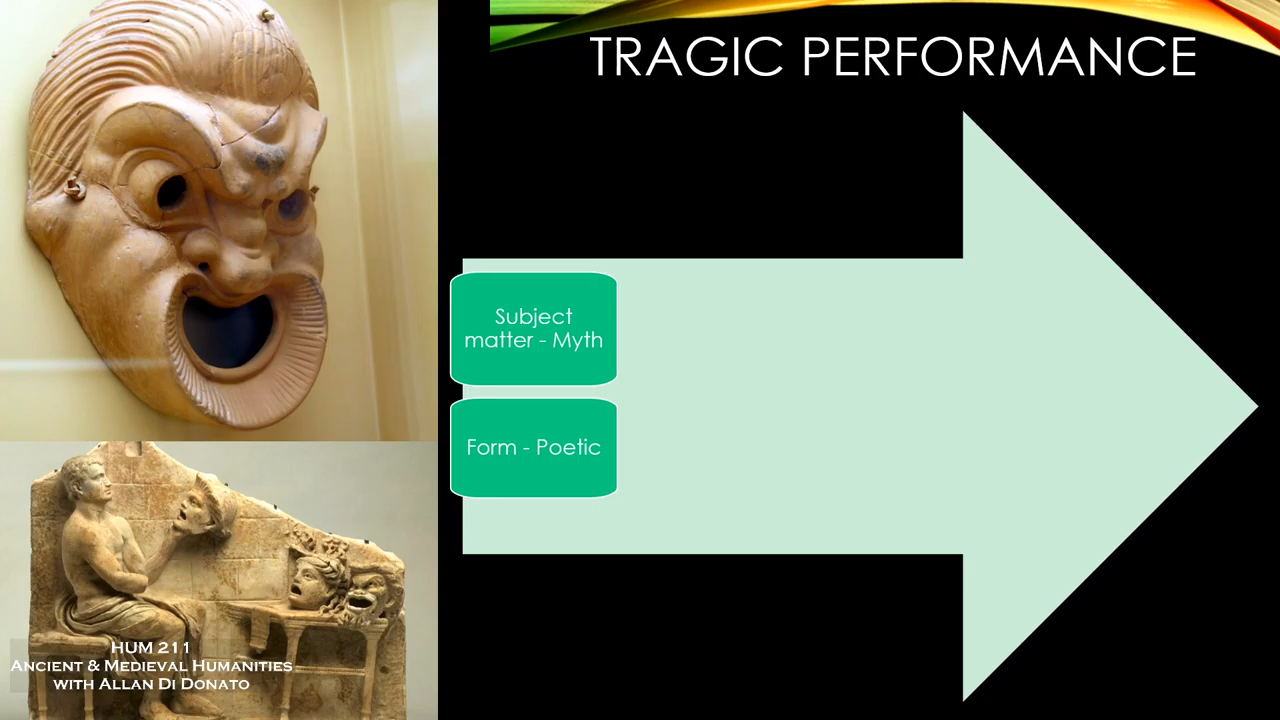 TRAGIC PERFORMANCE
Subject
matter - Myth
Form - Poetic
HUM 211
Ancient & Medieval Humanities
with Allan Di Donato